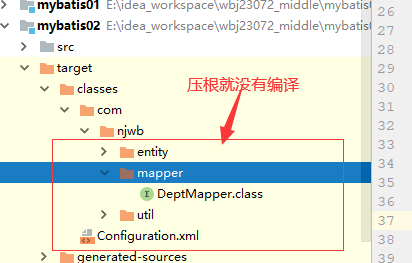 mybatis01 E:\idea_workspace\wbj23072_middle\mybatis0
mybatis02 E:\idea_workspace\wbj23072_middle\mybatis
src
target
classes
压根就没有编译
com
njwb
entity
mapper
DeptMapper.class
util
Configuration.xml
generated-sources
26
27
28
29
30
31
32
33
34
35
36
37
38
39